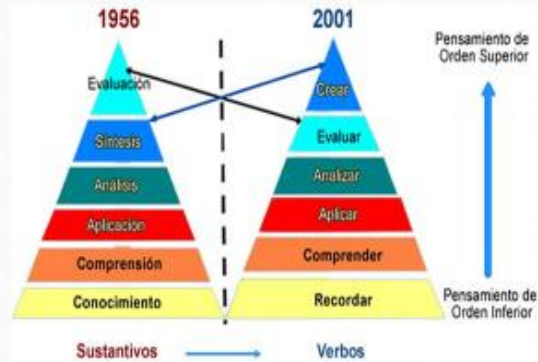 1956
2001
Evaluación
Síntesis
Análisis
Aplicación
Comprensión
Conocimiento
Crear
Evaluar
Analizar
Aplicar
Comprender
Recordar
Pensamiento de
Orden Superior
Pensamiento de
Orden Inferior
Sustantivos
Verbos